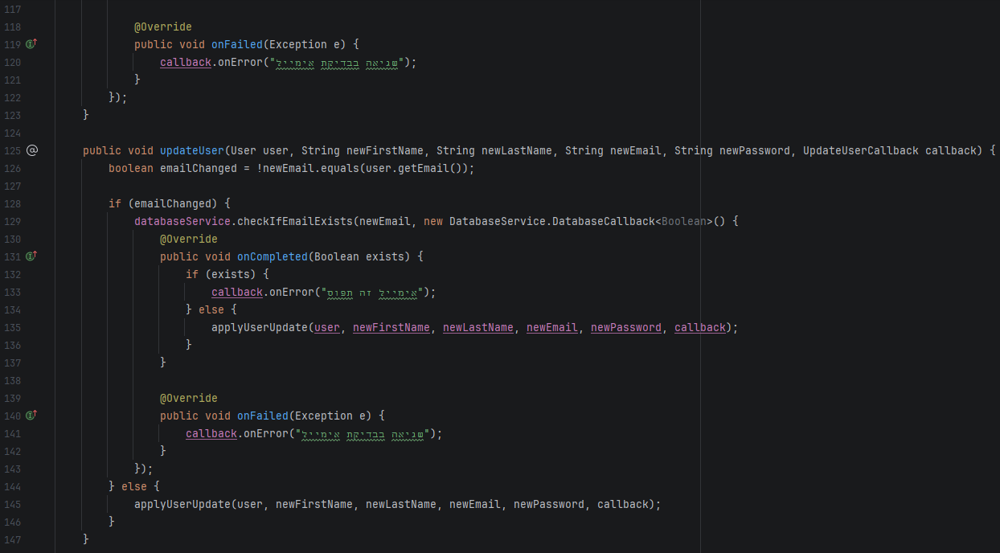 117
118 @Override
119 public void onFailed(Exception e) {
120 callback.onError("שגיאה בבדיקת אימייל");
121 }
122 });
123 }
124
125 @ public void updateUser(User user, String newFirstName, String newLastName, String newEmail, String newPassword, UpdateUserCallback callback) {
126 boolean emailChanged = !newEmail.equals(user.getEmail());
127
128 if (emailChanged) {
129 databaseService.checkIfEmailExists(newEmail, new DatabaseService.DatabaseCallback<Boolean>() {
130 @Override
131 public void onCompleted(Boolean exists) {
132 if (exists) {
133 callback.onError("אימייל זה תפוס");
134 } else {
135 applyUserUpdate(user, newFirstName, newLastName, newEmail, newPassword, callback);
136 }
137 }
138
139 @Override
140 public void onFailed(Exception e) {
141 callback.onError("שגיאה בבדיקת אימייל");
142 }
143 });
144 } else {
145 applyUserUpdate(user, newFirstName, newLastName, newEmail, newPassword, callback);
146 }
147 }